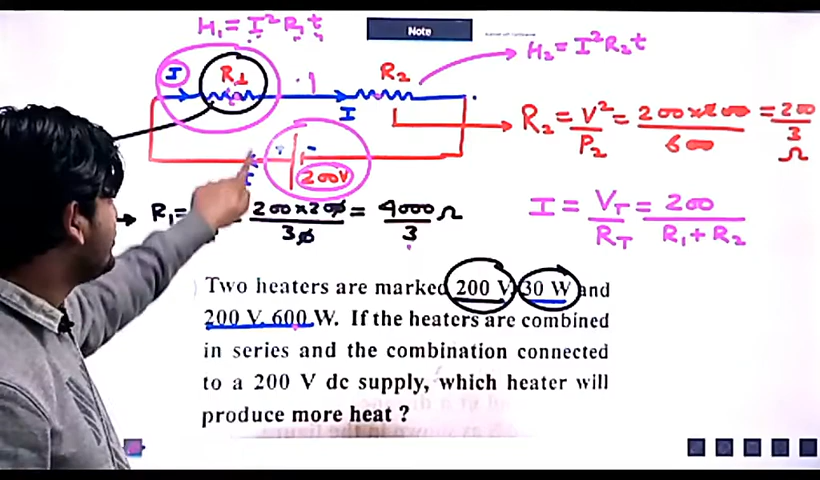 H₁ = I²R₁t
Note
I
R₁
R₂
H₂ = I²R₂t
I
+
-
200V
R₂ = V²/P₂ = 200×200/600 = 200/3 Ω
R₁ =
200×200/30 = 4000/3 Ω
I = V_T/R_T = 200/R₁+R₂
Two heaters are marked 200 V, 30 W and
200 V, 600 W. If the heaters are combined
in series and the combination connected
to a 200 V dc supply, which heater will
produce more heat ?